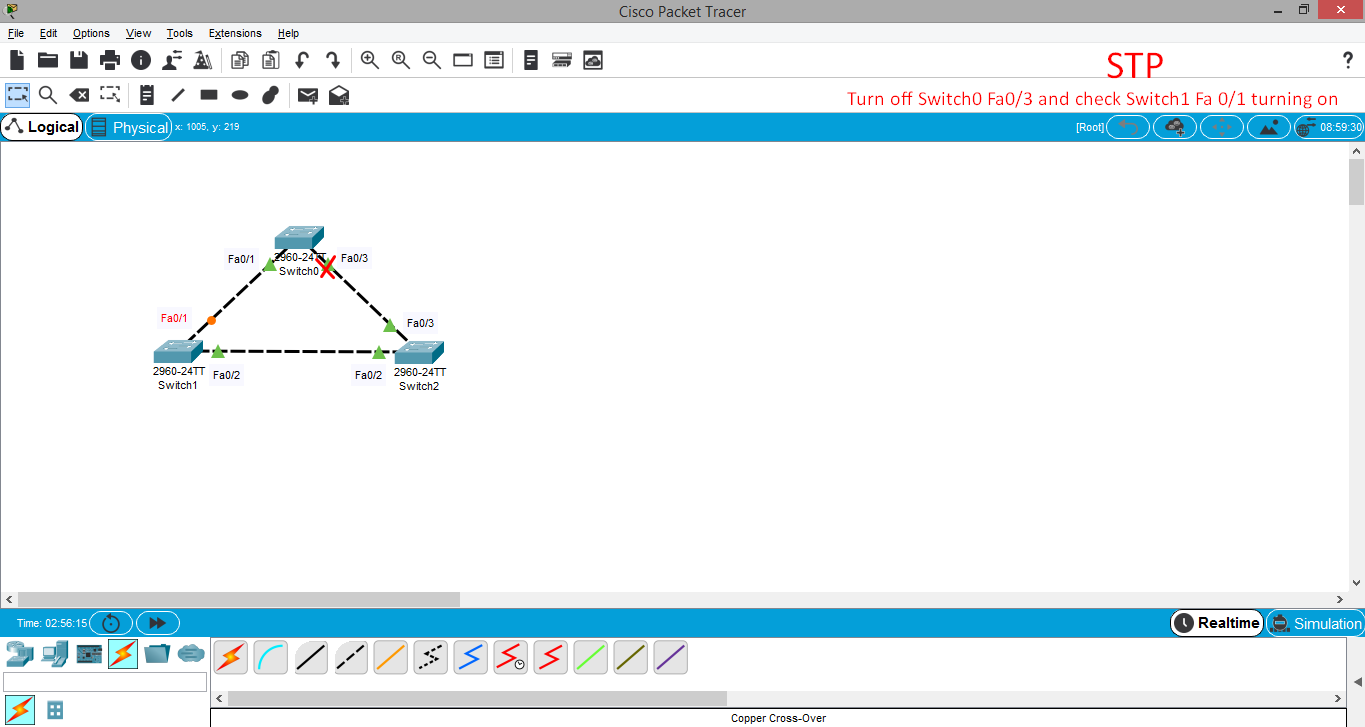 Cisco Packet Tracer
File Edit Options View Tools Extensions Help
STP
?
Turn off Switch0 Fa0/3 and check Switch1 Fa 0/1 turning on
Logical Physical x: 1005, y: 219 [Root] 08:59:30
Fa0/1 2960-24TT Fa0/3
Switch0
Fa0/1 Fa0/3
2960-24TT Fa0/2 Fa0/2 2960-24TT
Switch1 Switch2
Time: 02:56:15 Realtime Simulation
Copper Cross-Over